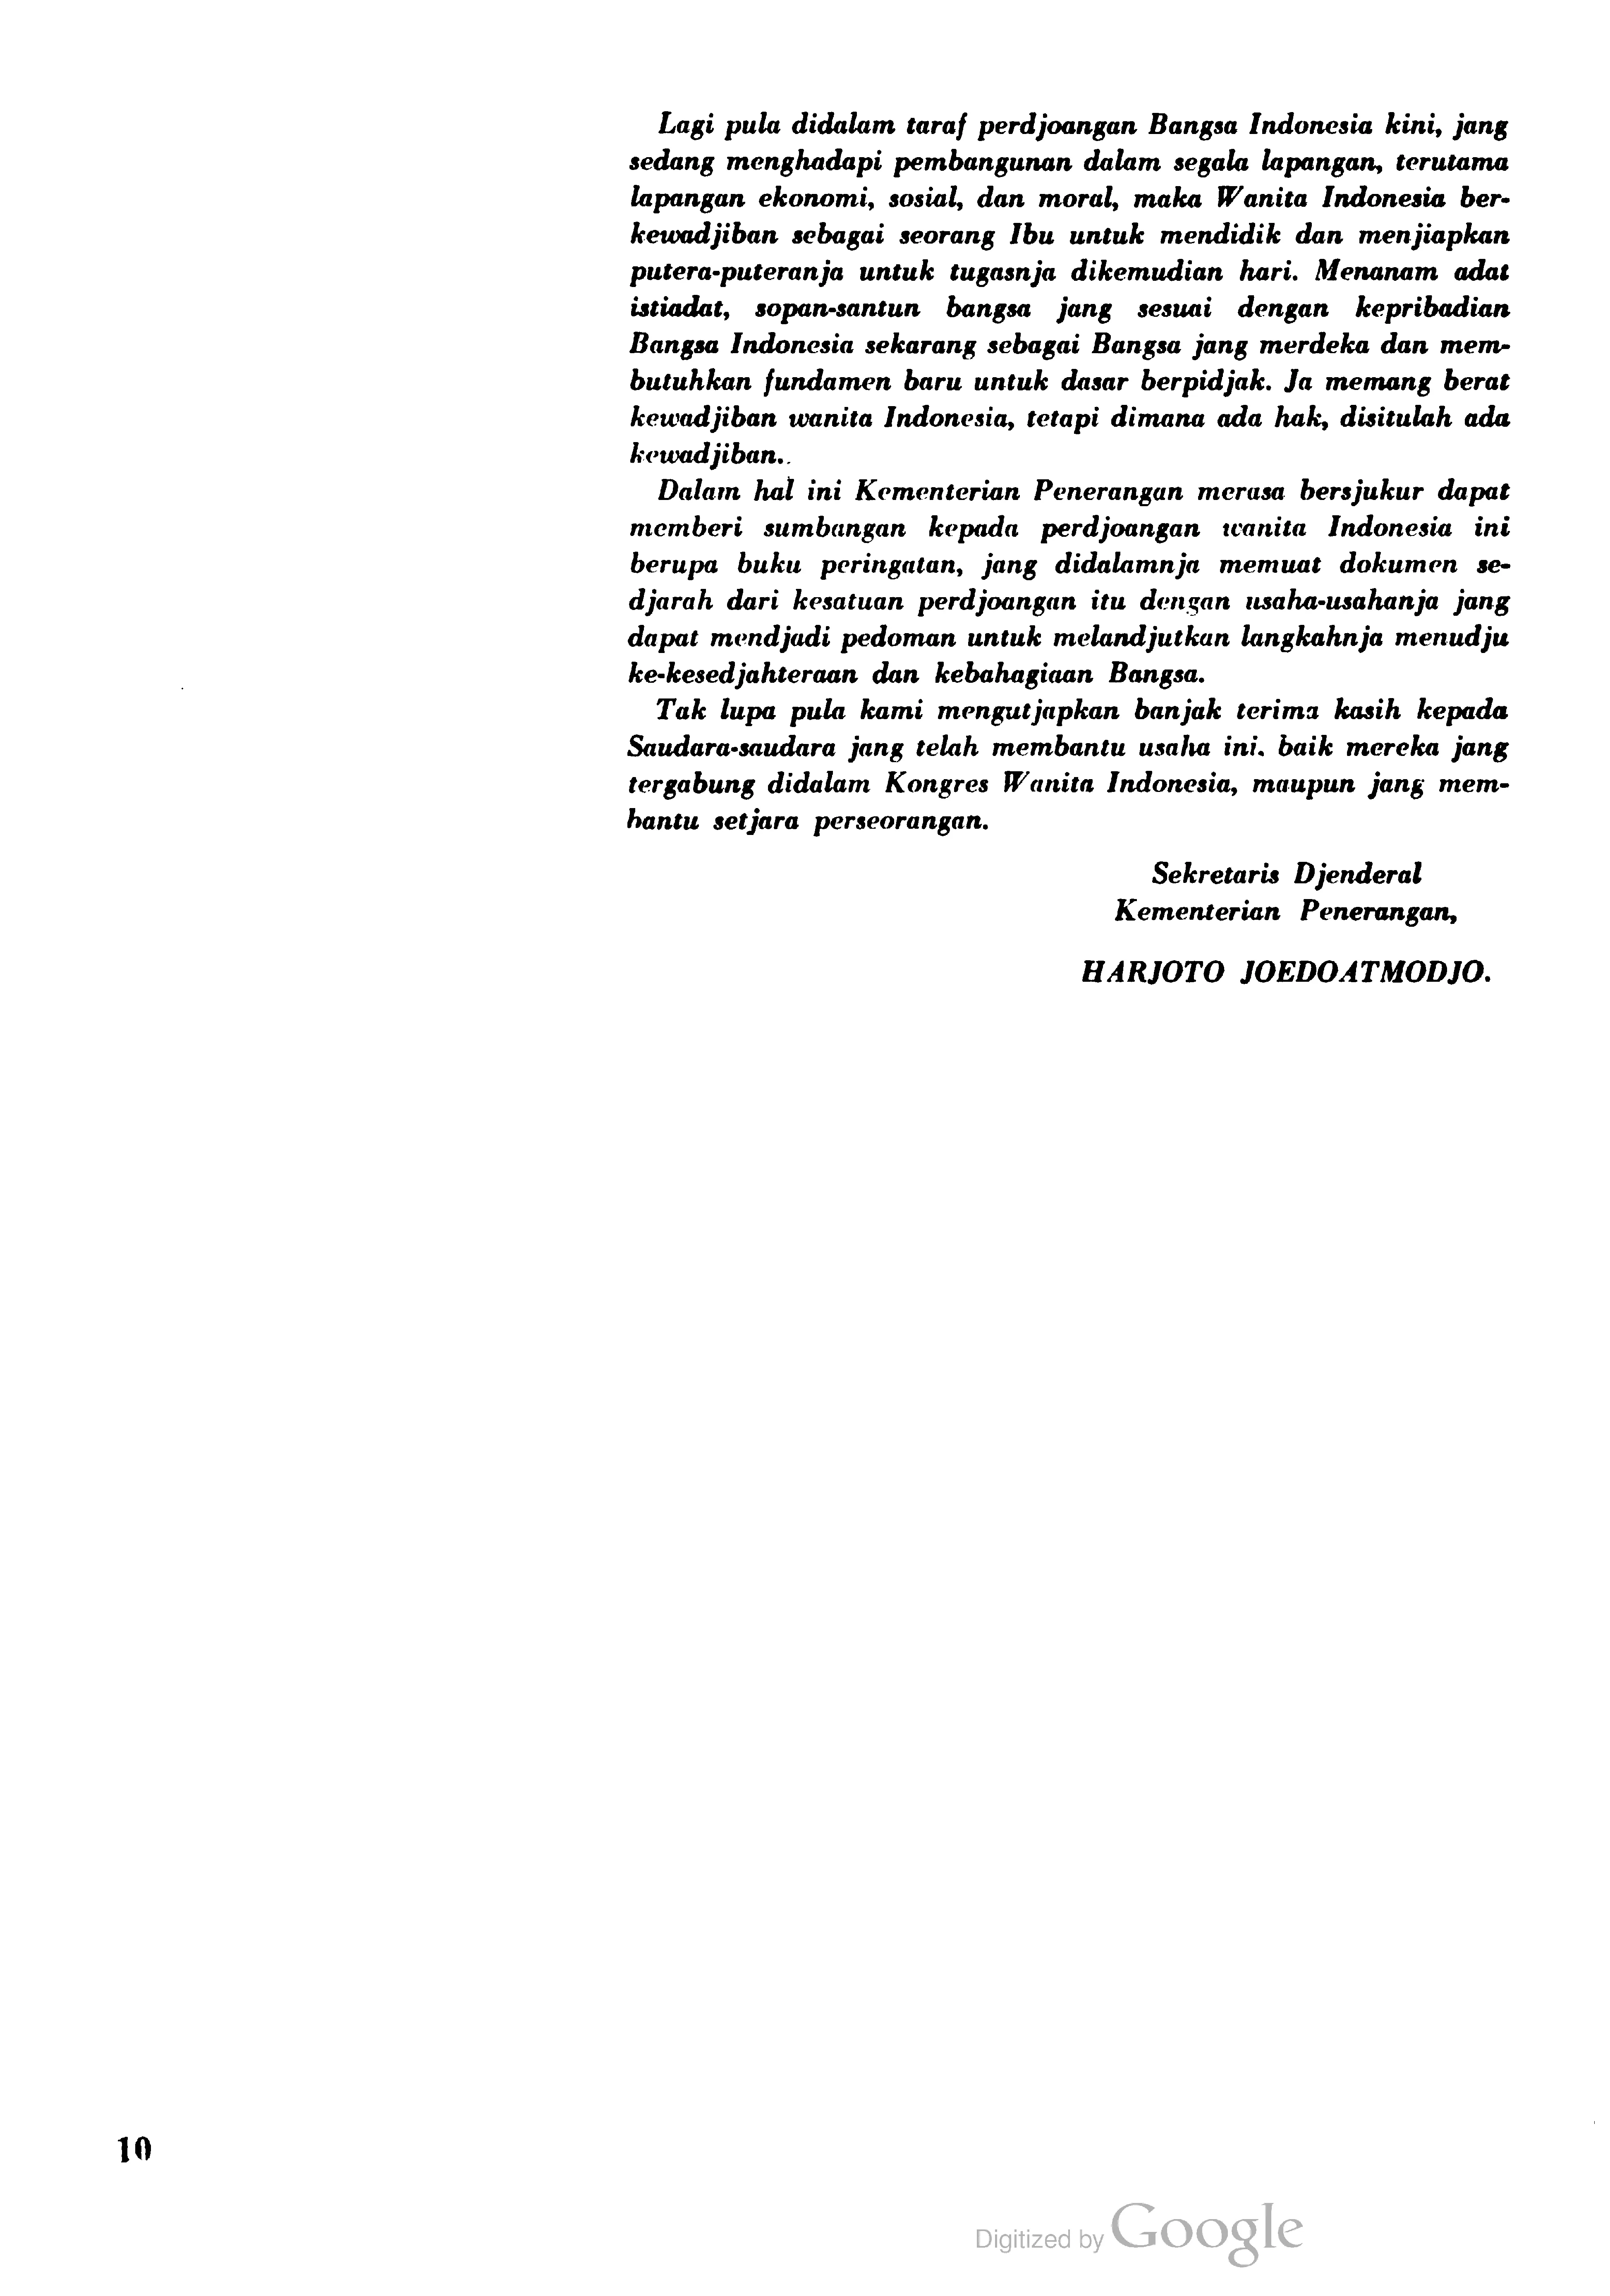 Lagi pula didalam taraf perdjoangan Bangsa Indonesia kini, jang
sedang menghadapi pembangunan dalam segala lapangan, terutama
lapangan ekonomi, sosial, dan moral, maka Wanita Indonesia ber-
kewadjiban sebagai seorang Ibu untuk mendidik dan menjiapkan
putera-puteranja untuk tugasnja dikemudian hari. Menanam adat
istiadat, sopan-santun bangsa jang sesuai dengan kepribadian
Bangsa Indonesia sekarang sebagai Bangsa jang merdeka dan mem-
butuhkan fundamen baru untuk dasar berpidjak. Ja memang berat
kewadjiban wanita Indonesia, tetapi dimana ada hak, disitulah ada
kewadjiban..
Dalam hal ini Kementerian Penerangan merasa bersjukur dapat
memberi sumbangan kepada perdjoangan wanita Indonesia ini
berupa buku peringatan, jang didalamnja memuat dokumen se-
djarah dari kesatuan perdjoangan itu dengan usaha-usahanja jang
dapat mendjadi pedoman untuk melandjutkan langkahnja menudju
ke-kesedjahteraan dan kebahagiaan Bangsa.
Tak lupa pula kami mengutjapkan banjak terima kasih kepada
Saudara-saudara jang telah membantu usaha ini. baik mereka jang
tergabung didalam Kongres Wanita Indonesia, maupun jang mem-
bantu setjara perseorangan.
Sekretaris Djenderal
Kementerian Penerangan,
HARJOTO JOEDOATMODJO.
10
Digitized by Google